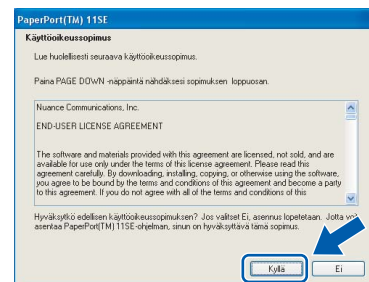 PaperPort(TM) 11SE
Käyttöoikeussopimus
Lue huolellisesti seuraava käyttöoikeussopimus.
Paina PAGE DOWN -näppäintä nähdäksesi sopimuksen loppuosan.
Nuance Communications, Inc.
END-USER LICENSE AGREEMENT
The software and materials provided with this agreement are licensed, not sold, and are
available for use only under the terms of this license agreement. Please read this
agreement carefully. By downloading, installing, copying, or otherwise using the software,
you agree to be bound by the terms and conditions of this agreement and become a party
to this agreement. If you do not agree with all of the terms and conditions of this
Hyväksytkö edellisen käyttöoikeussopimuksen? Jos valitset Ei, asennus lopetetaan. Jotta
asentaa PaperPort(TM) 11SE-ohjelman, sinun on hyväksyttävä tämä sopimus.
Kyllä
Ei